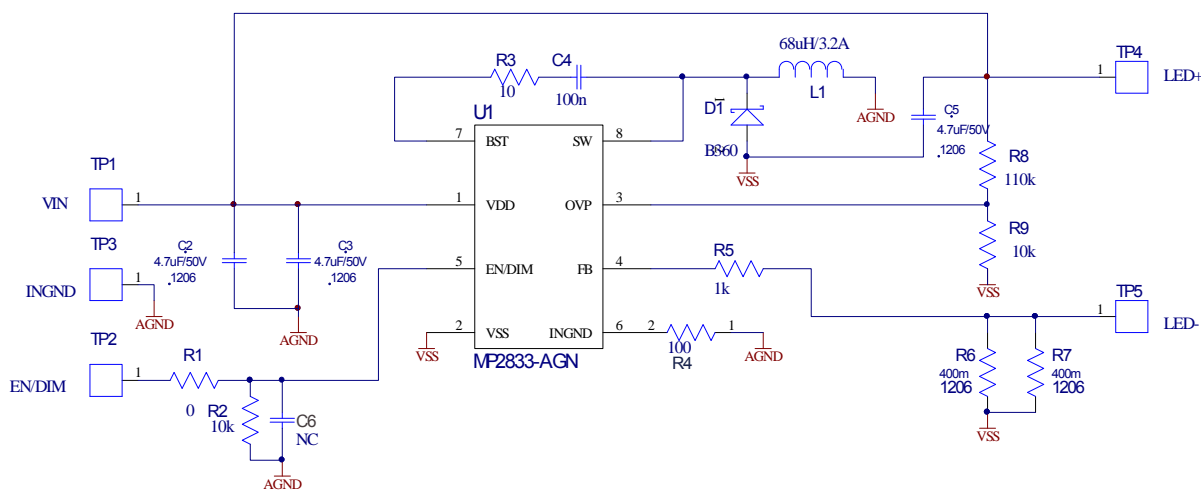 68uH/3.2A
L1
AGND
R3
10
C4
100n
TP4
1
LED+
D1
B360
VSS
C5
4.7uF/50V
.1206
U1
7
BST
SW
8
1
VDD
OVP
3
5
EN/DIM
FB
4
2
VSS
INGND
6
MP2833-AGN
TP1
VIN
1
TP3
INGND
1
AGND
C2
4.7uF/50V
.1206
C3
4.7uF/50V
.1206
AGND
VSS
R8
110k
R9
10k
VSS
R5
1k
TP5
1
LED-
2
1
100
R4
AGND
R6
400m
1206
R7
400m
1206
VSS
TP2
EN/DIM
1
R1
0
R2
10k
C6
NC
AGND